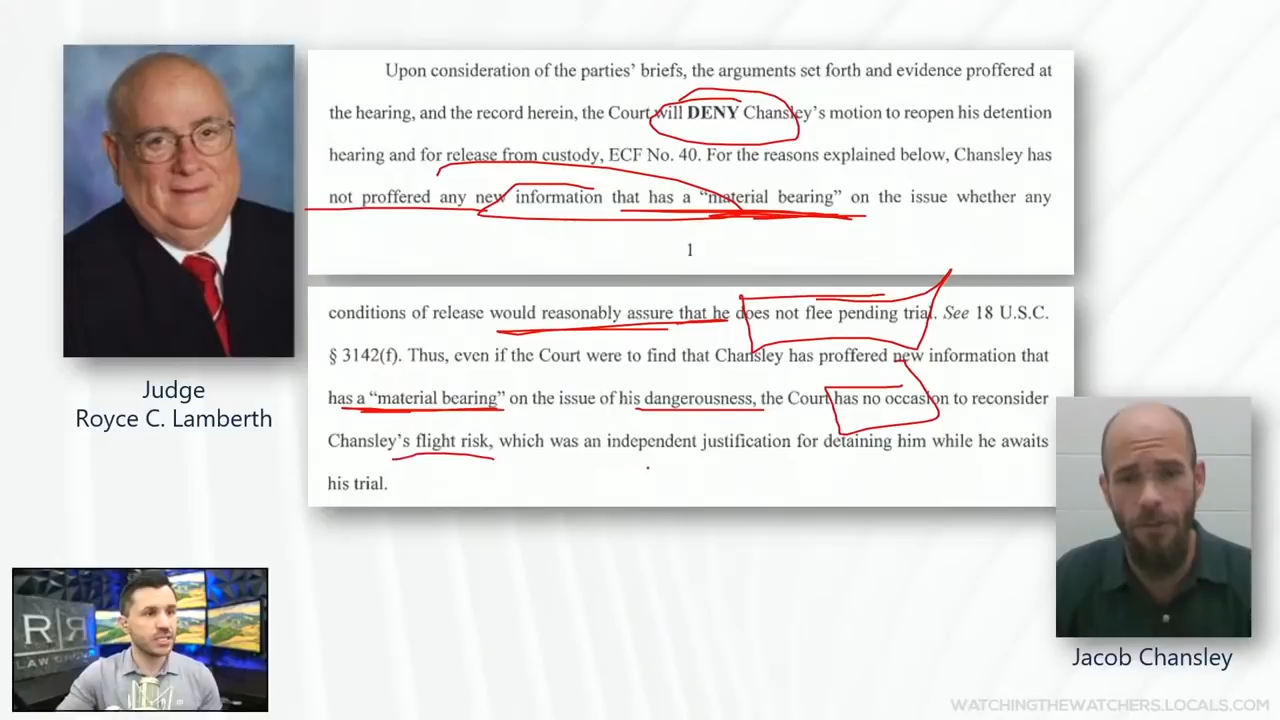 Upon consideration of the parties' briefs, the arguments set forth and evidence proffered at
the hearing, and the record herein, the Court will DENY Chansley's motion to reopen his detention
hearing and for release from custody, ECF No. 40. For the reasons explained below, Chansley has
not proffered any new information that has a “material bearing” on the issue whether any
1
conditions of release would reasonably assure that he does not flee pending trial. See 18 U.S.C.
§ 3142(f). Thus, even if the Court were to find that Chansley has proffered new information that
has a “material bearing” on the issue of his dangerousness, the Court has no occasion to reconsider
Chansley's flight risk, which was an independent justification for detaining him while he awaits
his trial.
Judge
Royce C. Lamberth
Jacob Chansley
R|R
LAW GROUP
WATCHINGTHEWATCHERS.LOCALS.COM